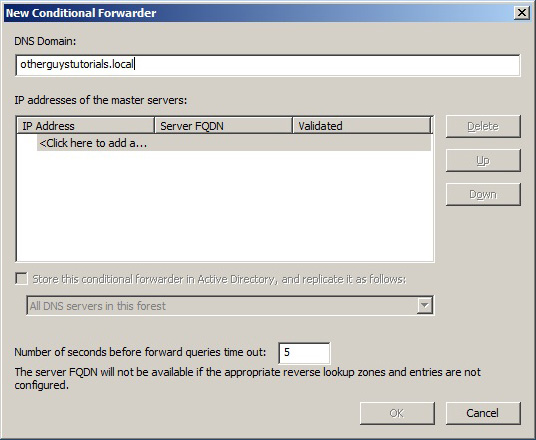 New Conditional Forwarder
DNS Domain:
otherguystutorials.local
IP addresses of the master servers:
IP Address Server FQDN Validated
<Click here to add a...
Delete
Up
Down
Store this conditional forwarder in Active Directory, and replicate it as follows:
All DNS servers in this forest
Number of seconds before forward queries time out: 5
The server FQDN will not be available if the appropriate reverse lookup zones and entries are not
configured.
OK Cancel